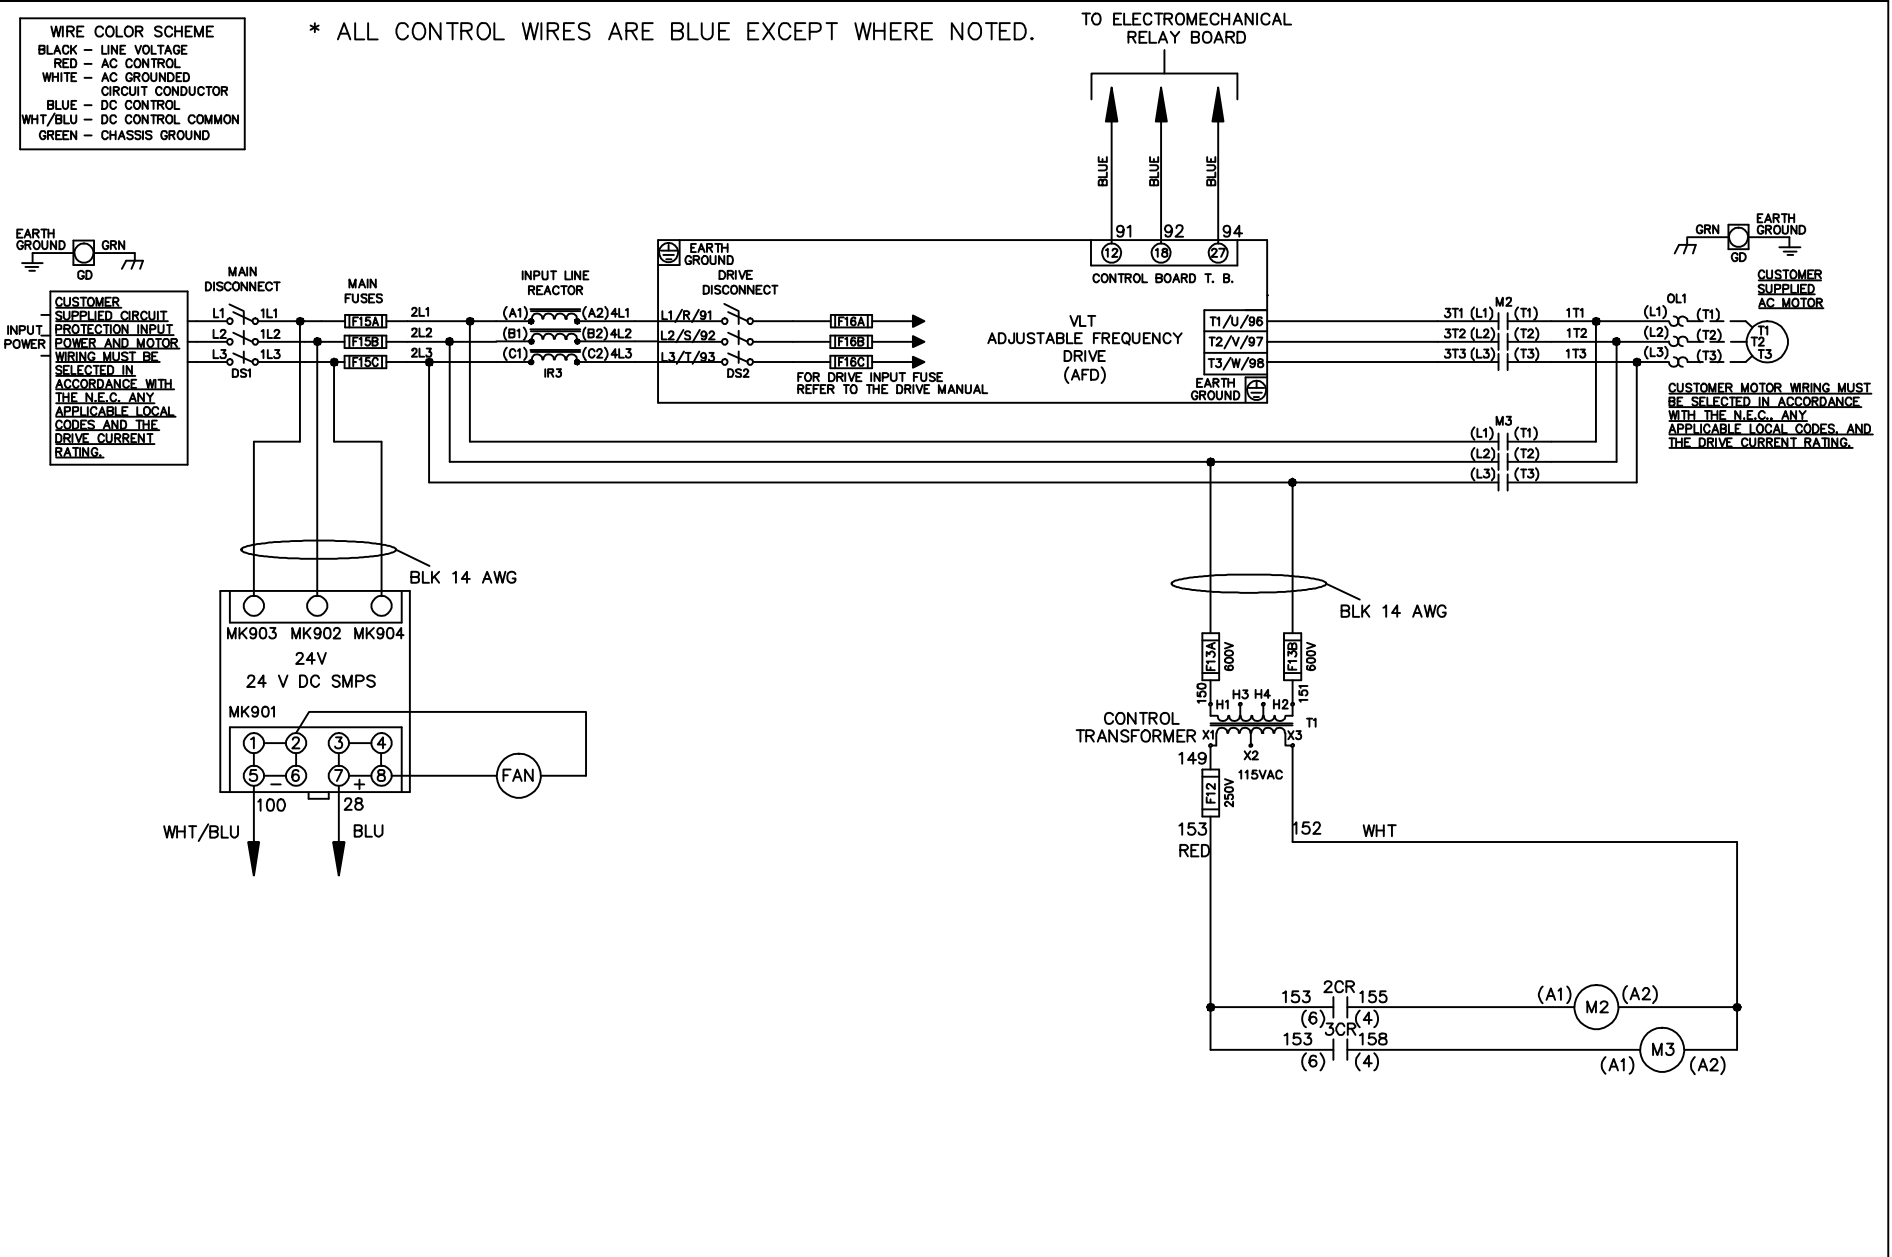 WIRE COLOR SCHEME
BLACK – LINE VOLTAGE
RED – AC CONTROL
WHITE – AC GROUNDED
CIRCUIT CONDUCTOR
BLUE – DC CONTROL
WHT/BLU – DC CONTROL COMMON
GREEN – CHASSIS GROUND
* ALL CONTROL WIRES ARE BLUE EXCEPT WHERE NOTED.
TO ELECTROMECHANICAL
RELAY BOARD
BLUE
BLUE
BLUE
91 92 94
12 18 27
CONTROL BOARD T. B.
EARTH
GROUND
GRN
GD
INPUT
POWER
CUSTOMER
SUPPLIED CIRCUIT
PROTECTION INPUT
POWER AND MOTOR
WIRING MUST BE
SELECTED IN
ACCORDANCE WITH
THE N.E.C. ANY
APPLICABLE LOCAL
CODES AND THE
DRIVE CURRENT
RATING.
MAIN
DISCONNECT
L1 1L1
L2 1L2
L3 1L3
DS1
MAIN
FUSES
F15A
F15B
F15C
2L1
2L2
2L3
INPUT LINE
REACTOR
(A1) (A2) 4L1
(B1) (B2) 4L2
(C1) (C2) 4L3
IR3
EARTH
GROUND
DRIVE
DISCONNECT
L1/R/91
L2/S/92
L3/T/93
DS2
F16A
F16B
F16C
FOR DRIVE INPUT FUSE
REFER TO THE DRIVE MANUAL
VLT
ADJUSTABLE FREQUENCY
DRIVE
(AFD)
T1/U/96
T2/V/97
T3/W/98
EARTH
GROUND
M2
3T1 (L1) (T1) 1T1
3T2 (L2) (T2) 1T2
3T3 (L3) (T3) 1T3
OL1
(L1) (T1)
(L2) (T2)
(L3) (T3)
T1
T2
T3
GRN
EARTH
GROUND
GD
CUSTOMER
SUPPLIED
AC MOTOR
CUSTOMER MOTOR WIRING MUST
BE SELECTED IN ACCORDANCE
WITH THE N.E.C., ANY
APPLICABLE LOCAL CODES, AND
THE DRIVE CURRENT RATING.
M3
(L1) (T1)
(L2) (T2)
(L3) (T3)
BLK 14 AWG
MK903 MK902 MK904
24V
24 V DC SMPS
MK901
1 2 3 4
5 – 6 7 + 8
FAN
100 28
WHT/BLU BLU
BLK 14 AWG
F13A
600V
F13B
600V
150
151
H1 H3 H4 H2
CONTROL
TRANSFORMER
T1
X1 X2 X3
149
115VAC
F12
250V
153
RED
152 WHT
153 2CR 155
(6) (4)
(A1) M2 (A2)
153 3CR 158
(6) (4)
(A1) M3 (A2)